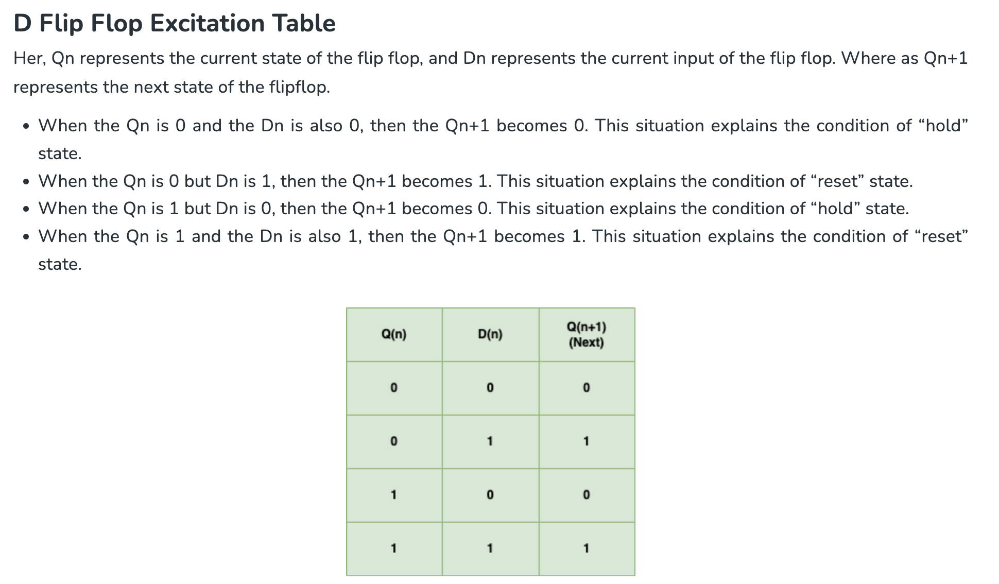 D Flip Flop Excitation Table
Her, Qn represents the current state of the flip flop, and Dn represents the current input of the flip flop. Where as Qn+1
represents the next state of the flipflop.
• When the Qn is 0 and the Dn is also 0, then the Qn+1 becomes 0. This situation explains the condition of “hold”
state.
• When the Qn is 0 but Dn is 1, then the Qn+1 becomes 1. This situation explains the condition of “reset” state.
• When the Qn is 1 but Dn is 0, then the Qn+1 becomes 0. This situation explains the condition of “hold” state.
• When the Qn is 1 and the Dn is also 1, then the Qn+1 becomes 1. This situation explains the condition of “reset”
state.
Q(n) D(n) Q(n+1)
(Next)
0 0 0
0 1 1
1 0 0
1 1 1